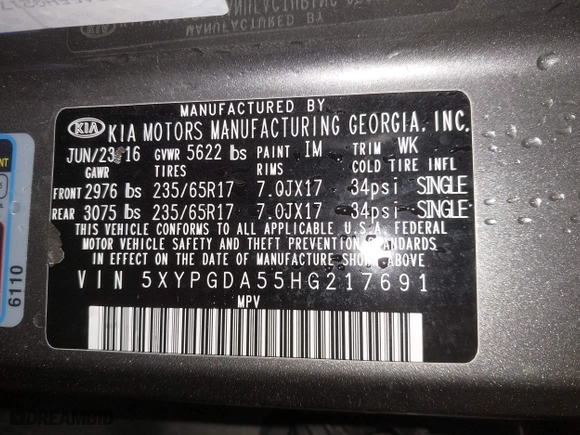 MANUFACTURED BY
KIA KIA MOTORS MANUFACTURING GEORGIA, INC.
JUN/23/16 GVWR 5622 lbs PAINT IM TRIM WK
GAWR TIRES RIMS COLD TIRE INFL
FRONT 2976 lbs 235/65R17 7.0JX17 34psi SINGLE
REAR 3075 lbs 235/65R17 7.0JX17 34psi SINGLE
THIS VEHICLE CONFORMS TO ALL APPLICABLE U.S.A. FEDERAL
MOTOR VEHICLE SAFETY AND THEFT PREVENTION STANDARDS
IN EFFECT ON THE DATE OF MANUFACTURE SHOWN ABOVE
VIN 5XYPGDA55HG217691
MPV
6110
DREAMBID